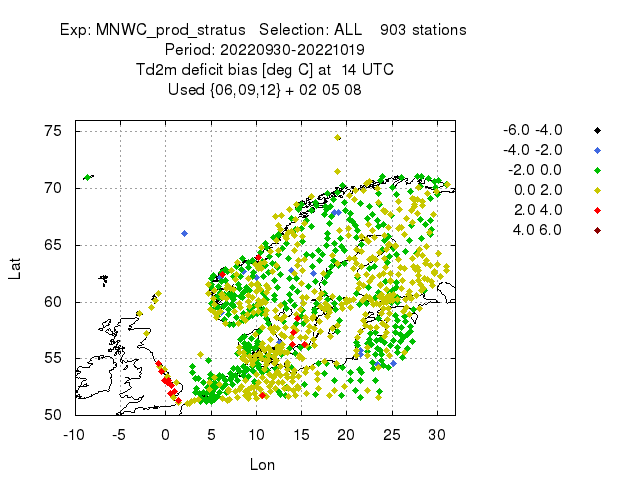 Exp: MNWC_prod_stratus   Selection: ALL    903 stations
Period: 20220930-20221019
Td2m deficit bias [deg C] at  14 UTC
Used {06,09,12} + 02 05 08
-6.0 -4.0
-4.0 -2.0
-2.0 0.0
0.0 2.0
2.0 4.0
4.0 6.0
75
70
65
60
55
50
Lat
-10 -5 0 5 10 15 20 25 30
Lon